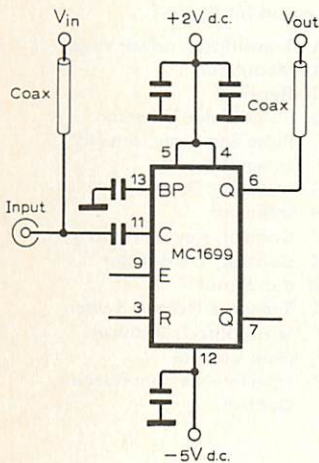 Vin
+2V d.c.
Vout
Coax
Coax
5
4
13
BP
Q
6
Input
11
C
MC1699
9
E
3
R
Q̅
7
12
−5V d.c.